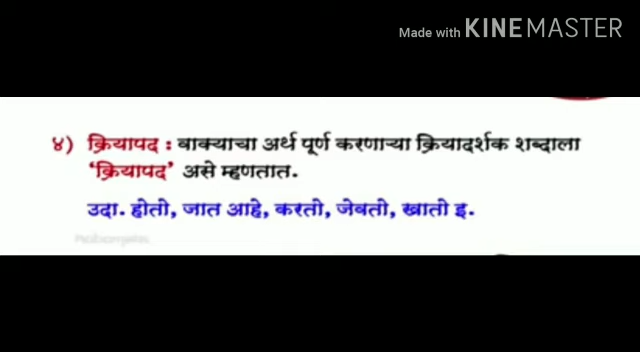 Made with KINEMASTER
४) क्रियापद : वाक्याचा अर्थ पूर्ण करणाऱ्या क्रियादर्शक शब्दाला
‘क्रियापद’ असे म्हणतात.
उदा. होती, जात आहे, करतो, जेवतो, खाती इ.